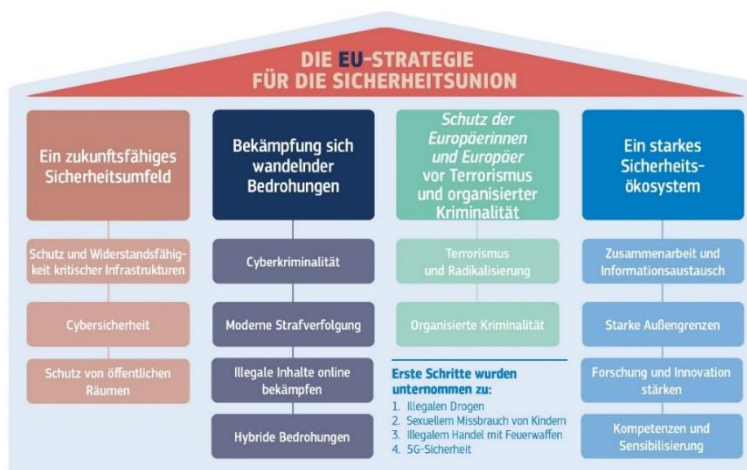 DIE EU-STRATEGIE
FÜR DIE SICHERHEITSUNION
Ein zukunftsfähiges
Sicherheitsumfeld
Schutz und Widerstandsfähig-
keit kritischer Infrastrukturen
Cybersicherheit
Schutz von öffentlichen
Räumen
Bekämpfung sich
wandelnder
Bedrohungen
Cyberkriminalität
Moderne Strafverfolgung
Illegale Inhalte online
bekämpfen
Hybride Bedrohungen
Schutz der
Europäerinnen
und Europäer
vor Terrorismus
und organisierter
Kriminalität
Terrorismus
und Radikalisierung
Organisierte Kriminalität
Erste Schritte wurden
unternommen zu:
1. Illegalen Drogen
2. Sexuellem Missbrauch von Kindern
3. Illegalem Handel mit Feuerwaffen
4. 5G-Sicherheit
Ein starkes
Sicherheits-
ökosystem
Zusammenarbeit und
Informationsaustausch
Starke Außengrenzen
Forschung und Innovation
stärken
Kompetenzen und
Sensibilisierung